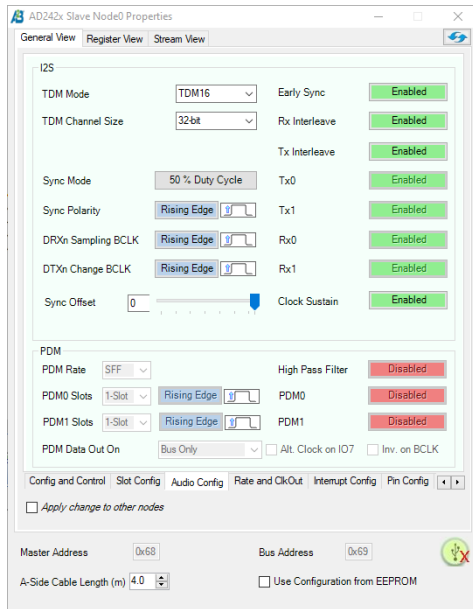 AD242x Slave Node0 Properties
General View Register View Stream View
I2S
TDM Mode TDM16 Early Sync Enabled
TDM Channel Size 32-bit Rx Interleave Enabled
Tx Interleave Enabled
Sync Mode 50 % Duty Cycle Tx0 Enabled
Sync Polarity Rising Edge Tx1 Enabled
DRXn Sampling BCLK Rising Edge Rx0 Enabled
DTXn Change BCLK Rising Edge Rx1 Enabled
Sync Offset 0 Clock Sustain Enabled
PDM
PDM Rate SFF High Pass Filter Disabled
PDM0 Slots 1-Slot Rising Edge PDM0 Disabled
PDM1 Slots 1-Slot Rising Edge PDM1 Disabled
PDM Data Out On Bus Only Alt. Clock on IO7 Inv. on BCLK
Config and Control Slot Config Audio Config Rate and ClkOut Interrupt Config Pin Config
Apply change to other nodes
Master Address 0x68 Bus Address 0x69
A-Side Cable Length (m) 4.0 Use Configuration from EEPROM